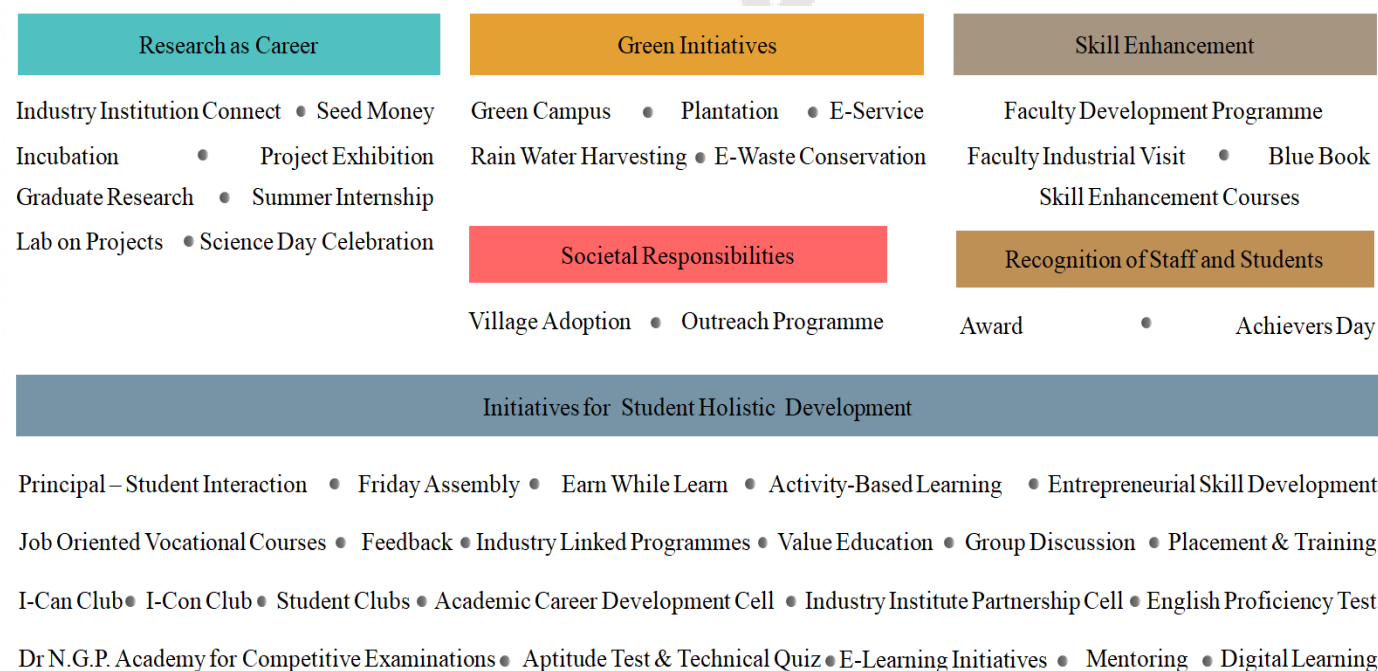 Research as Career
Industry Institution Connect • Seed Money
Incubation • Project Exhibition
Graduate Research • Summer Internship
Lab on Projects • Science Day Celebration
Green Initiatives
Green Campus • Plantation • E-Service
Rain Water Harvesting • E-Waste Conservation
Societal Responsibilities
Village Adoption • Outreach Programme
Skill Enhancement
Faculty Development Programme
Faculty Industrial Visit • Blue Book
Skill Enhancement Courses
Recognition of Staff and Students
Award • Achievers Day
Initiatives for Student Holistic Development
Principal – Student Interaction • Friday Assembly • Earn While Learn • Activity-Based Learning • Entrepreneurial Skill Development
Job Oriented Vocational Courses • Feedback • Industry Linked Programmes • Value Education • Group Discussion • Placement & Training
I-Can Club • I-Con Club • Student Clubs • Academic Career Development Cell • Industry Institute Partnership Cell • English Proficiency Test
Dr N.G.P. Academy for Competitive Examinations • Aptitude Test & Technical Quiz • E-Learning Initiatives • Mentoring • Digital Learning